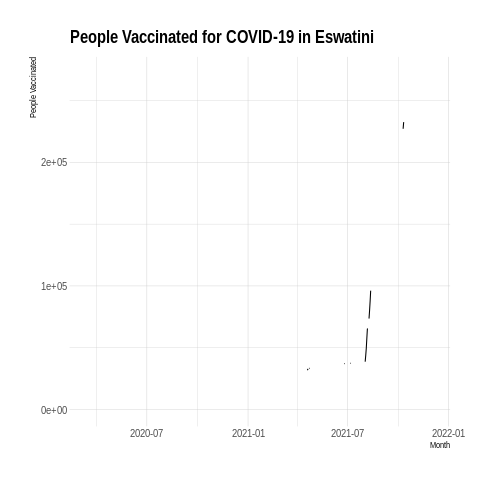 People Vaccinated for COVID-19 in Eswatini
People Vaccinated
2e+05
1e+05
0e+00
2020-07 2021-01 2021-07 2022-01
Month